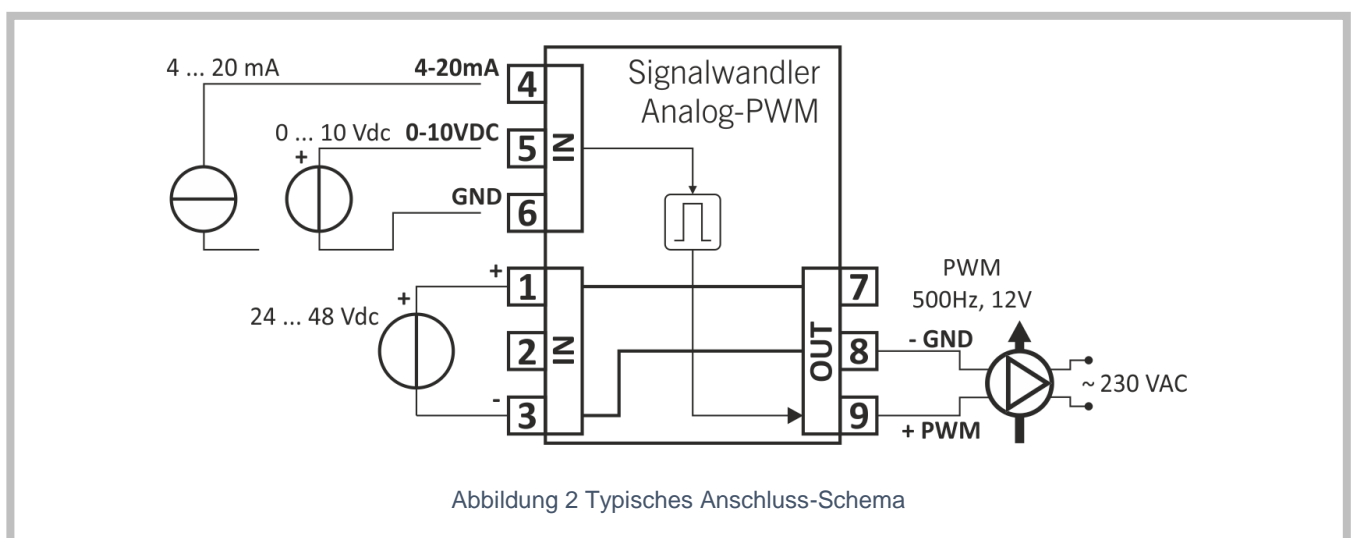 4 ... 20 mA
4-20mA
4
Signalwandler
Analog-PWM
0 ... 10 Vdc
0-10VDC
+
5
IN
GND
6
+
1
7
PWM
500Hz, 12V
24 ... 48 Vdc
+
2
IN
OUT
8
- GND
~ 230 VAC
-
3
9
+ PWM
Abbildung 2 Typisches Anschluss-Schema